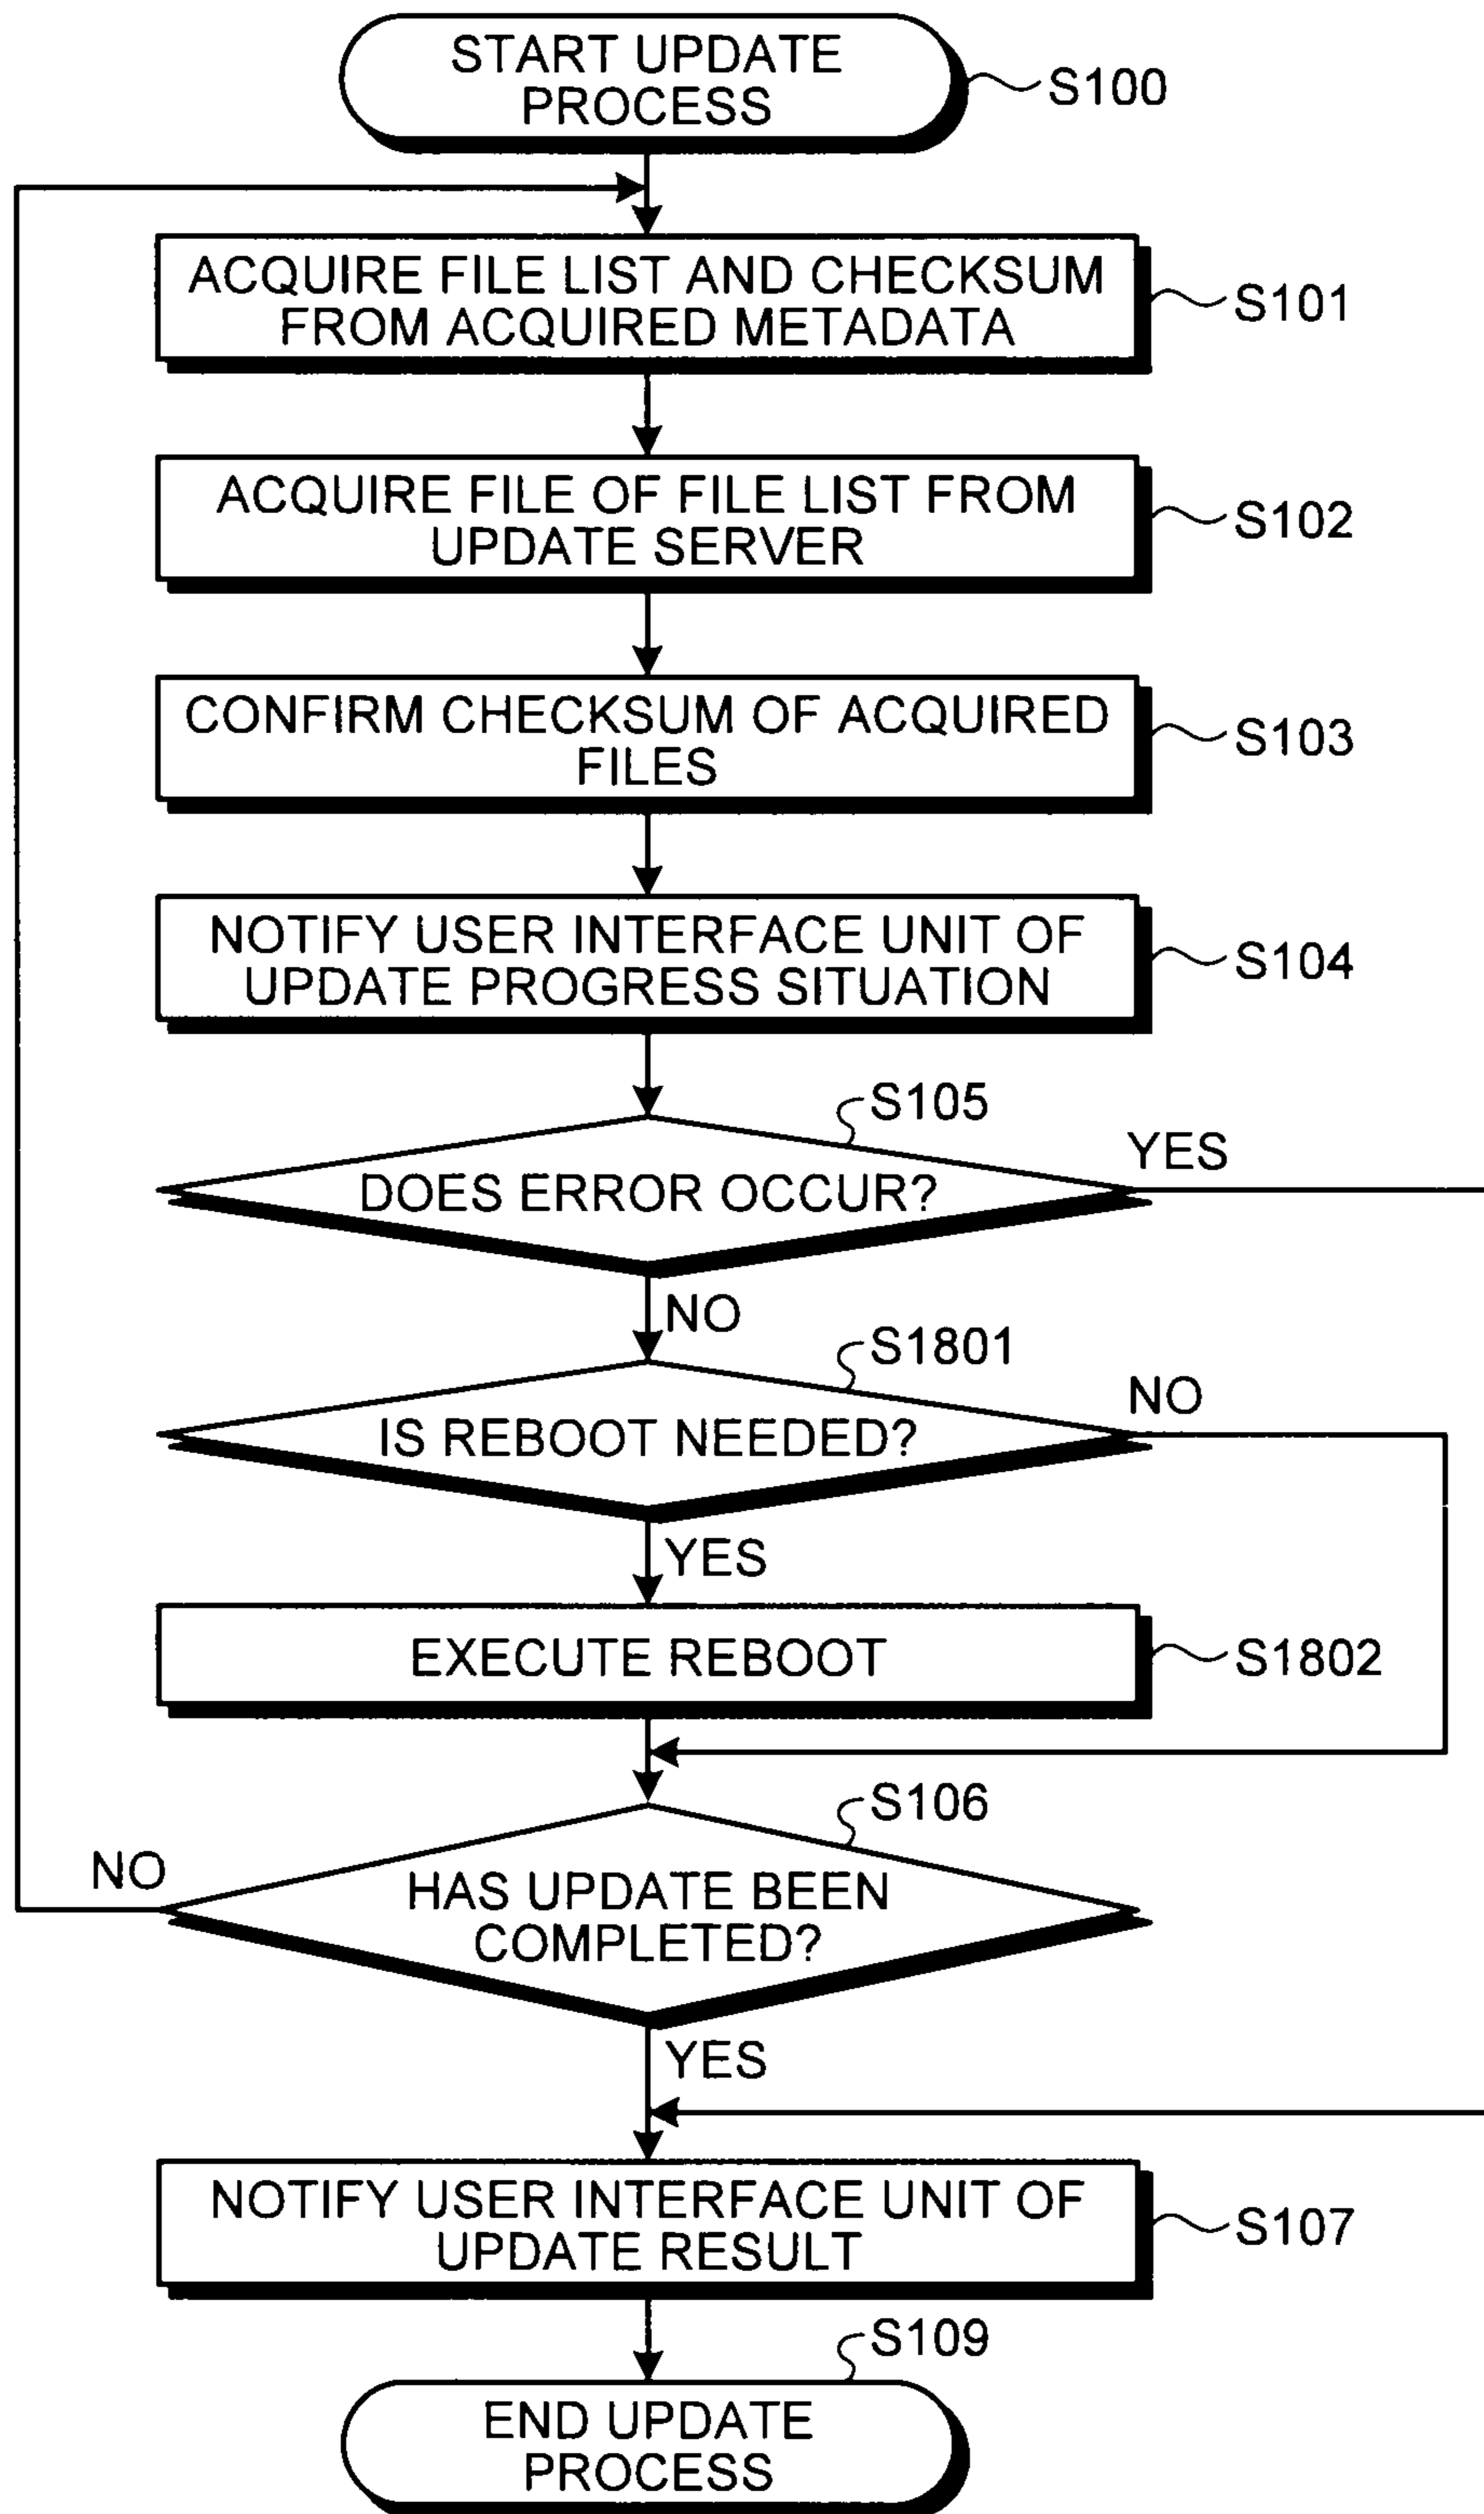 START UPDATE
PROCESS
S100
ACQUIRE FILE LIST AND CHECKSUM
FROM ACQUIRED METADATA
S101
ACQUIRE FILE OF FILE LIST FROM
UPDATE SERVER
S102
CONFIRM CHECKSUM OF ACQUIRED
FILES
S103
NOTIFY USER INTERFACE UNIT OF
UPDATE PROGRESS SITUATION
S104
S105
YES
DOES ERROR OCCUR?
NO
S1801
NO
IS REBOOT NEEDED?
YES
EXECUTE REBOOT
S1802
S106
NO
HAS UPDATE BEEN
COMPLETED?
YES
NOTIFY USER INTERFACE UNIT OF
UPDATE RESULT
S107
S109
END UPDATE
PROCESS